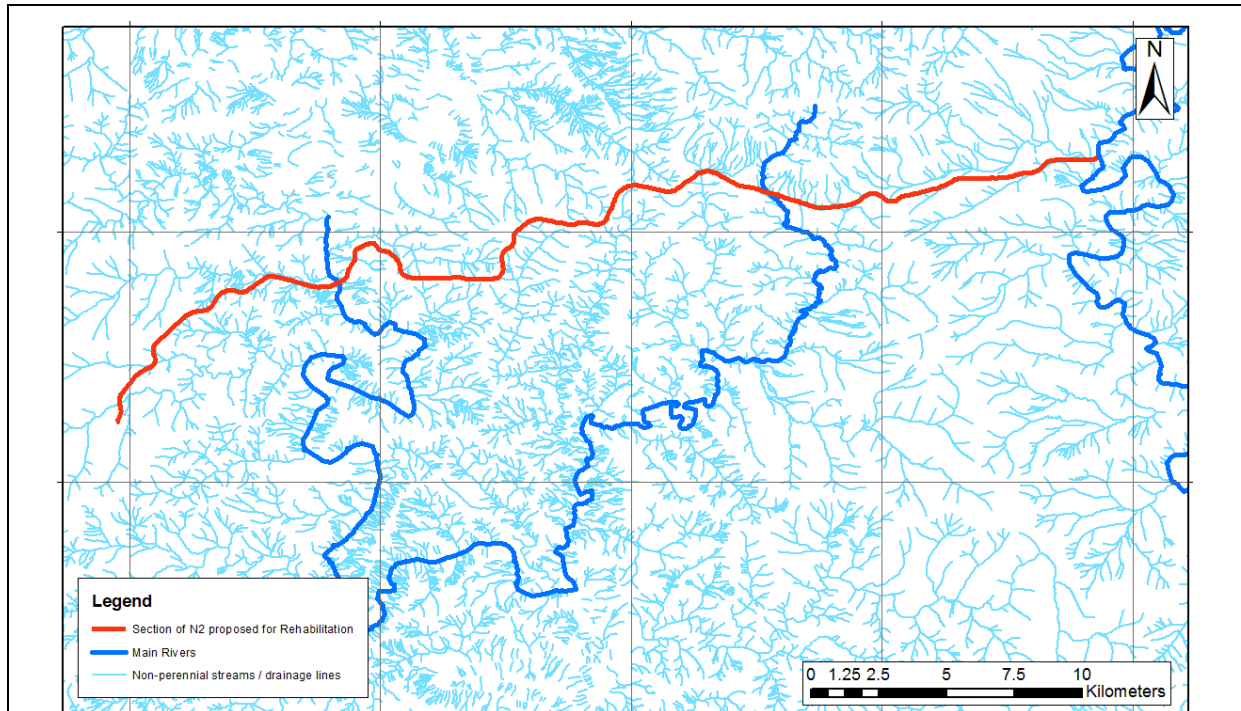 N
Legend
Section of N2 proposed for Rehabilitation
Main Rivers
Non-perennial streams / drainage lines
0 1.25 2.5 5 7.5 10
Kilometers